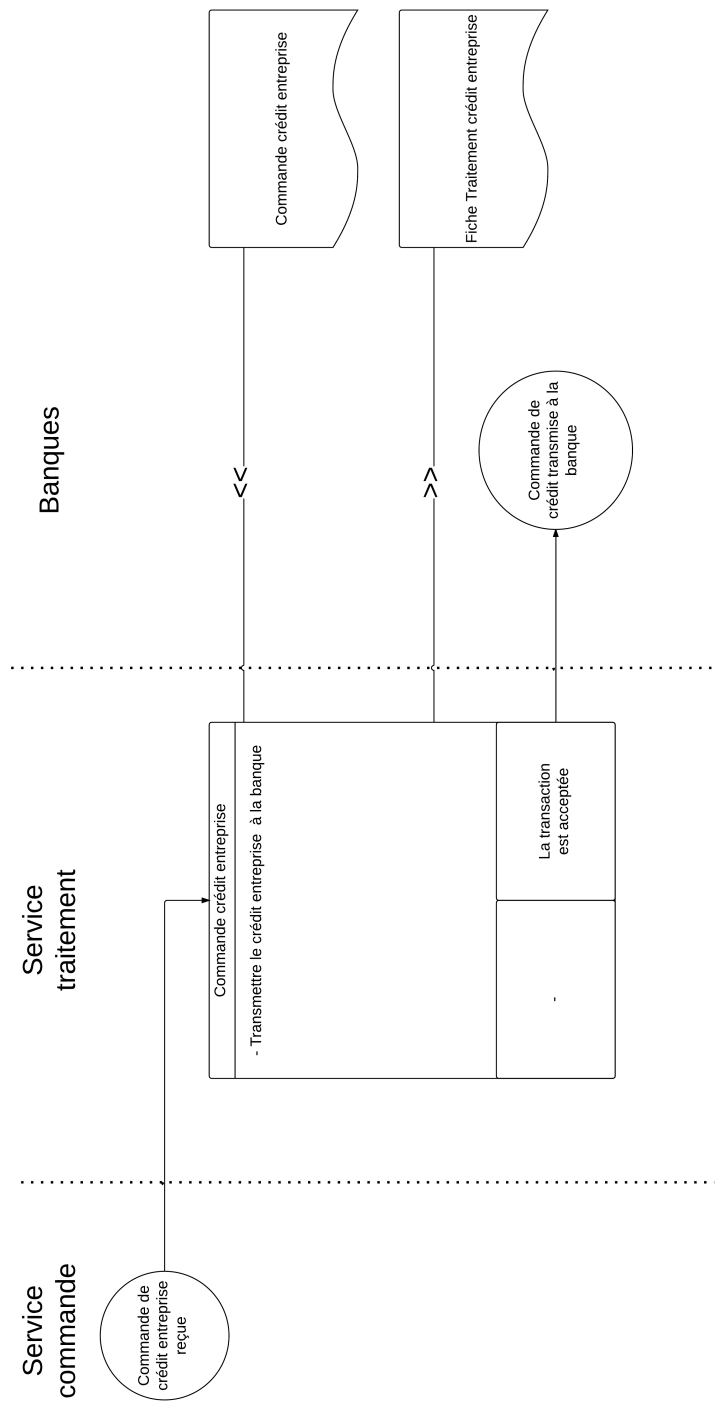 Service
commande
Service
traitement
Banques
Commande de
crédit entreprise
reçue
Commande crédit entreprise
- Transmettre le crédit entreprise  à la banque
-
La transaction
est acceptée
<<
Commande crédit entreprise
>>
Fiche Traitement crédit entreprise
Commande de
crédit transmise à la
banque